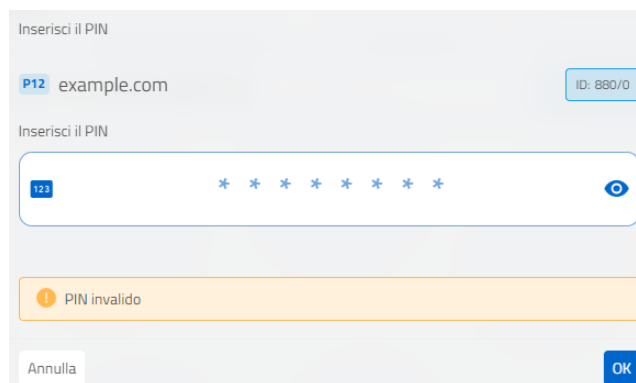 Inserisci il PIN
P12 example.com ID: 880/0
Inserisci il PIN
123 * * * * * * * *
PIN invalido
Annulla OK